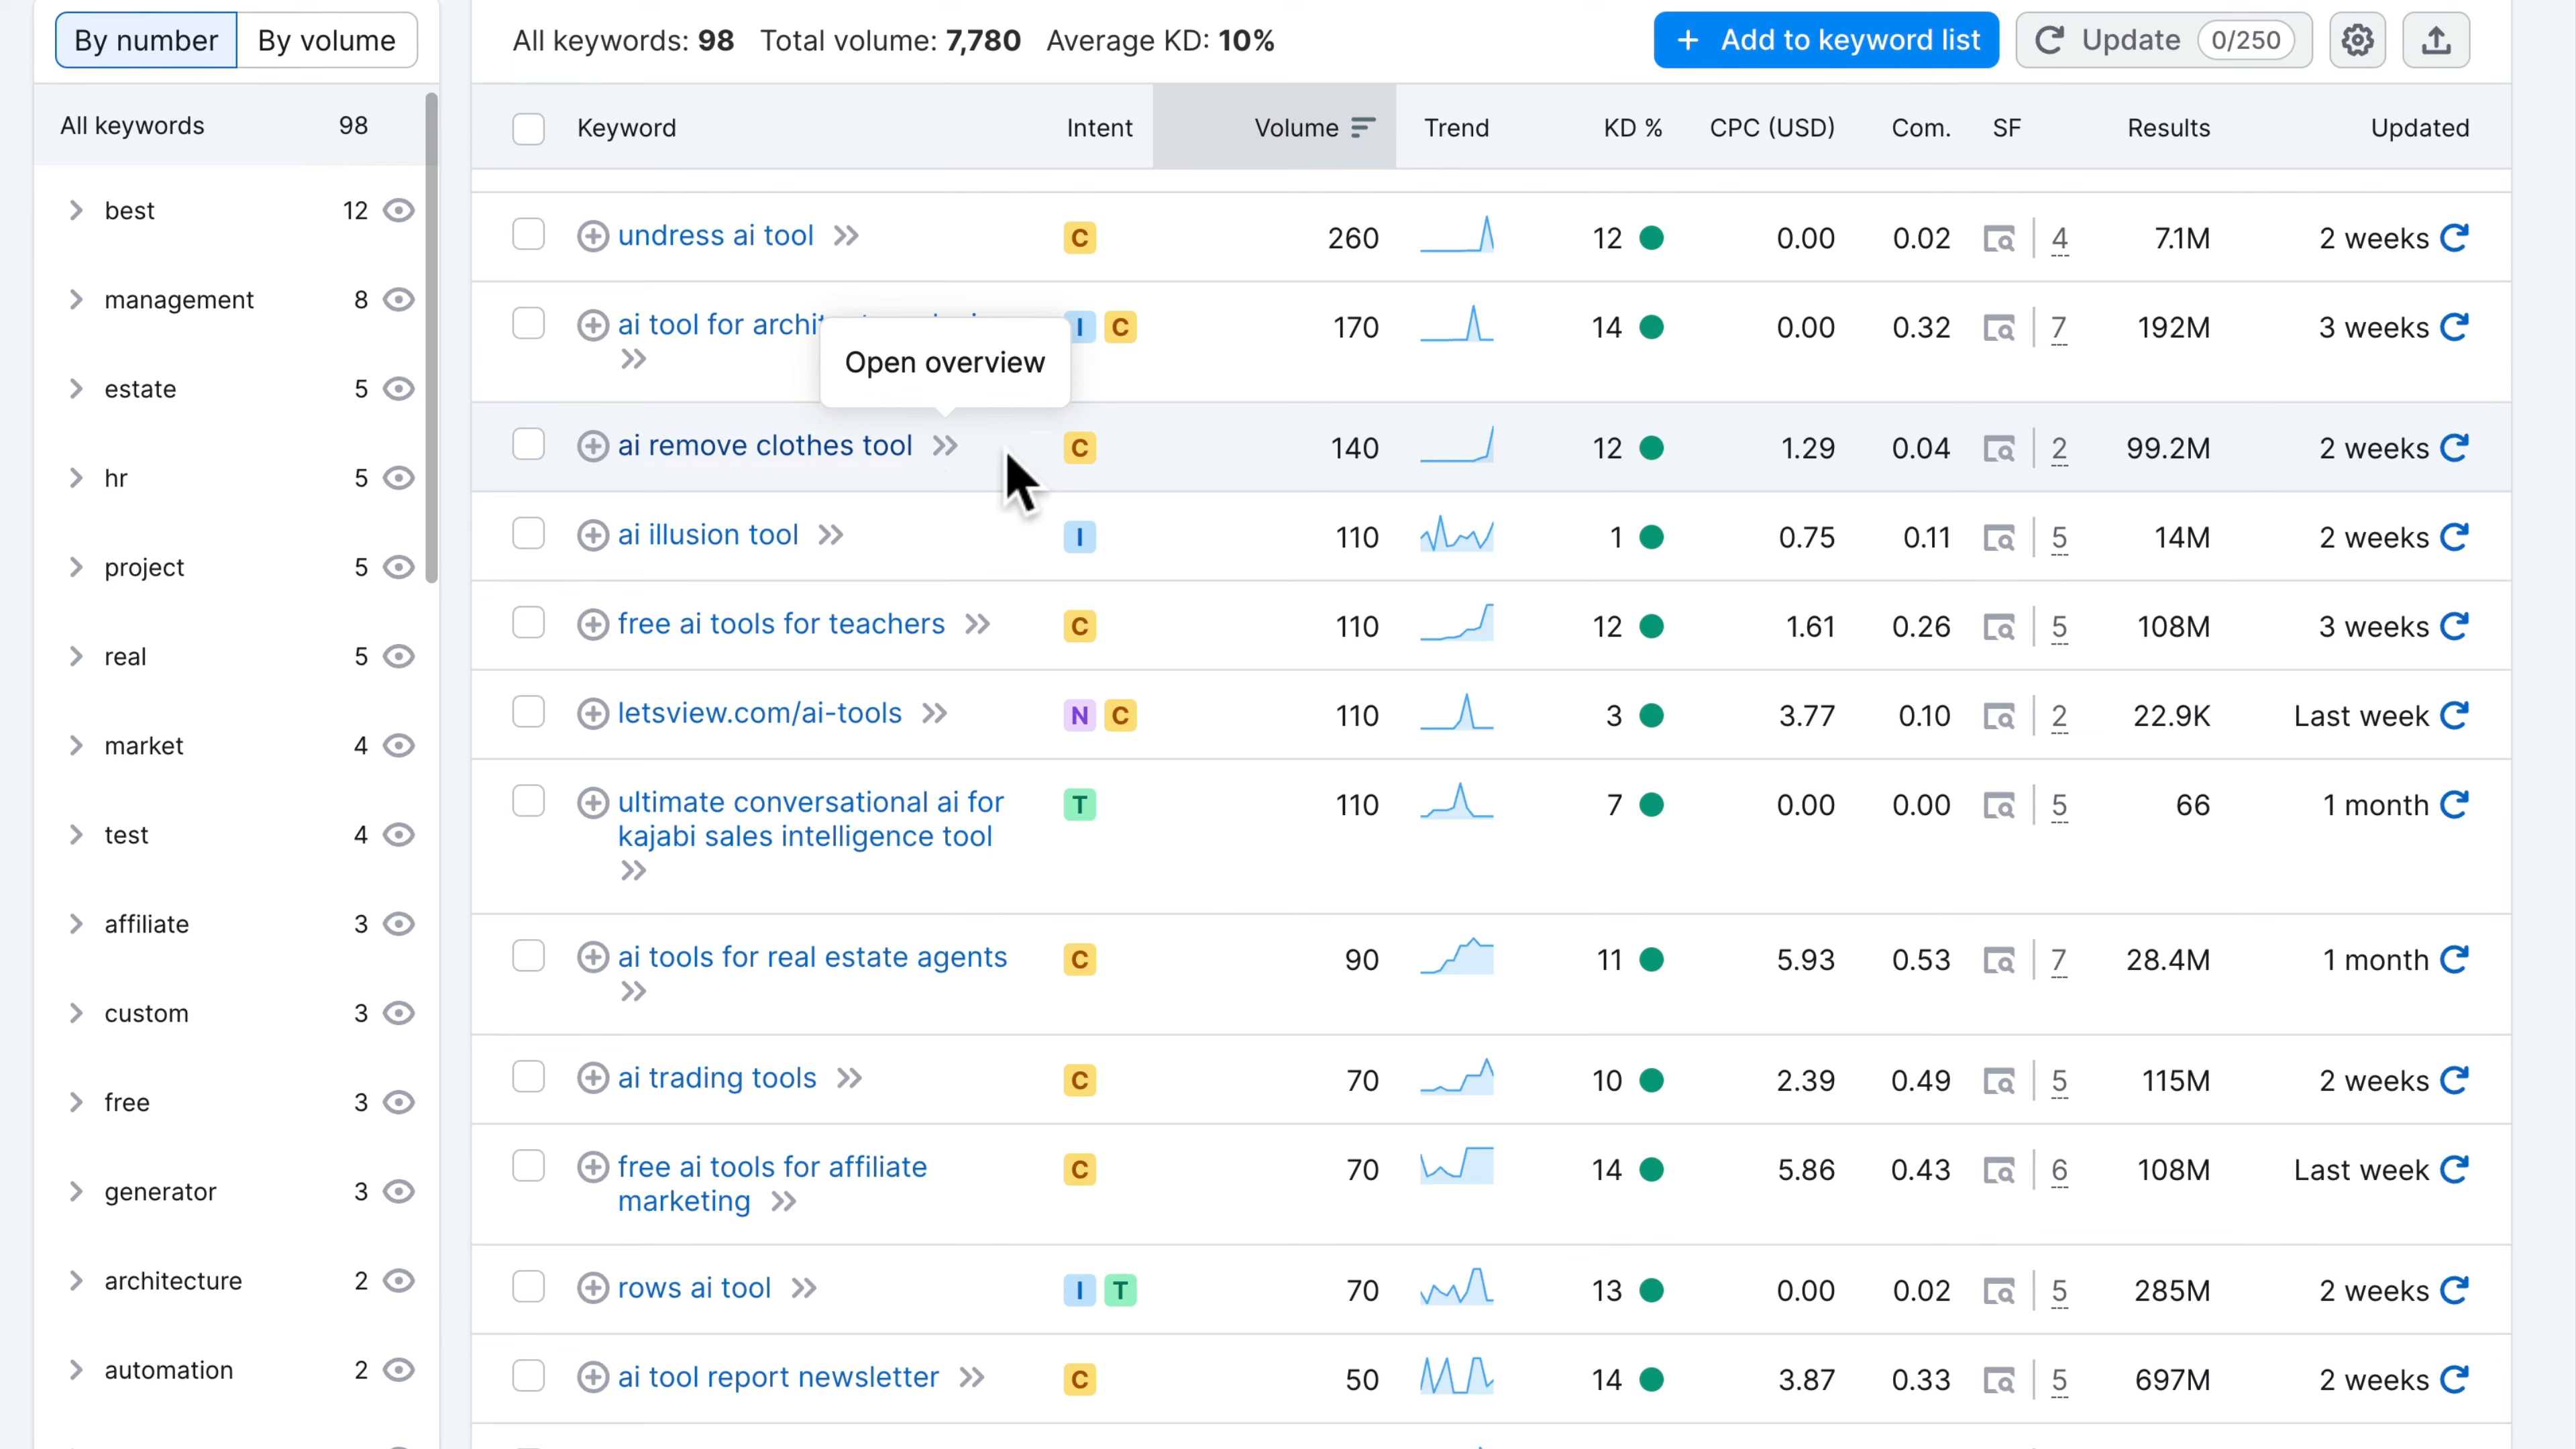 By number By volume
All keywords: 98 Total volume: 7,780 Average KD: 10%
+ Add to keyword list Update 0/250
All keywords 98
best 12
management 8
estate 5
hr 5
project 5
real 5
market 4
test 4
affiliate 3
custom 3
free 3
generator 3
architecture 2
automation 2
Keyword Intent Volume Trend KD % CPC (USD) Com. SF Results Updated
undress ai tool C 260 12 0.00 0.02 4 7.1M 2 weeks
ai tool for I C 170 14 0.00 0.32 7 192M 3 weeks
Open overview
ai remove clothes tool C 140 12 1.29 0.04 2 99.2M 2 weeks
ai illusion tool I 110 1 0.75 0.11 5 14M 2 weeks
free ai tools for teachers C 110 12 1.61 0.26 5 108M 3 weeks
letsview.com/ai-tools N C 110 3 3.77 0.10 2 22.9K Last week
ultimate conversational ai for T 110 7 0.00 0.00 5 66 1 month
kajabi sales intelligence tool
ai tools for real estate agents C 90 11 5.93 0.53 7 28.4M 1 month
ai trading tools C 70 10 2.39 0.49 5 115M 2 weeks
free ai tools for affiliate C 70 14 5.86 0.43 6 108M Last week
marketing
rows ai tool I T 70 13 0.00 0.02 5 285M 2 weeks
ai tool report newsletter C 50 14 3.87 0.33 5 697M 2 weeks